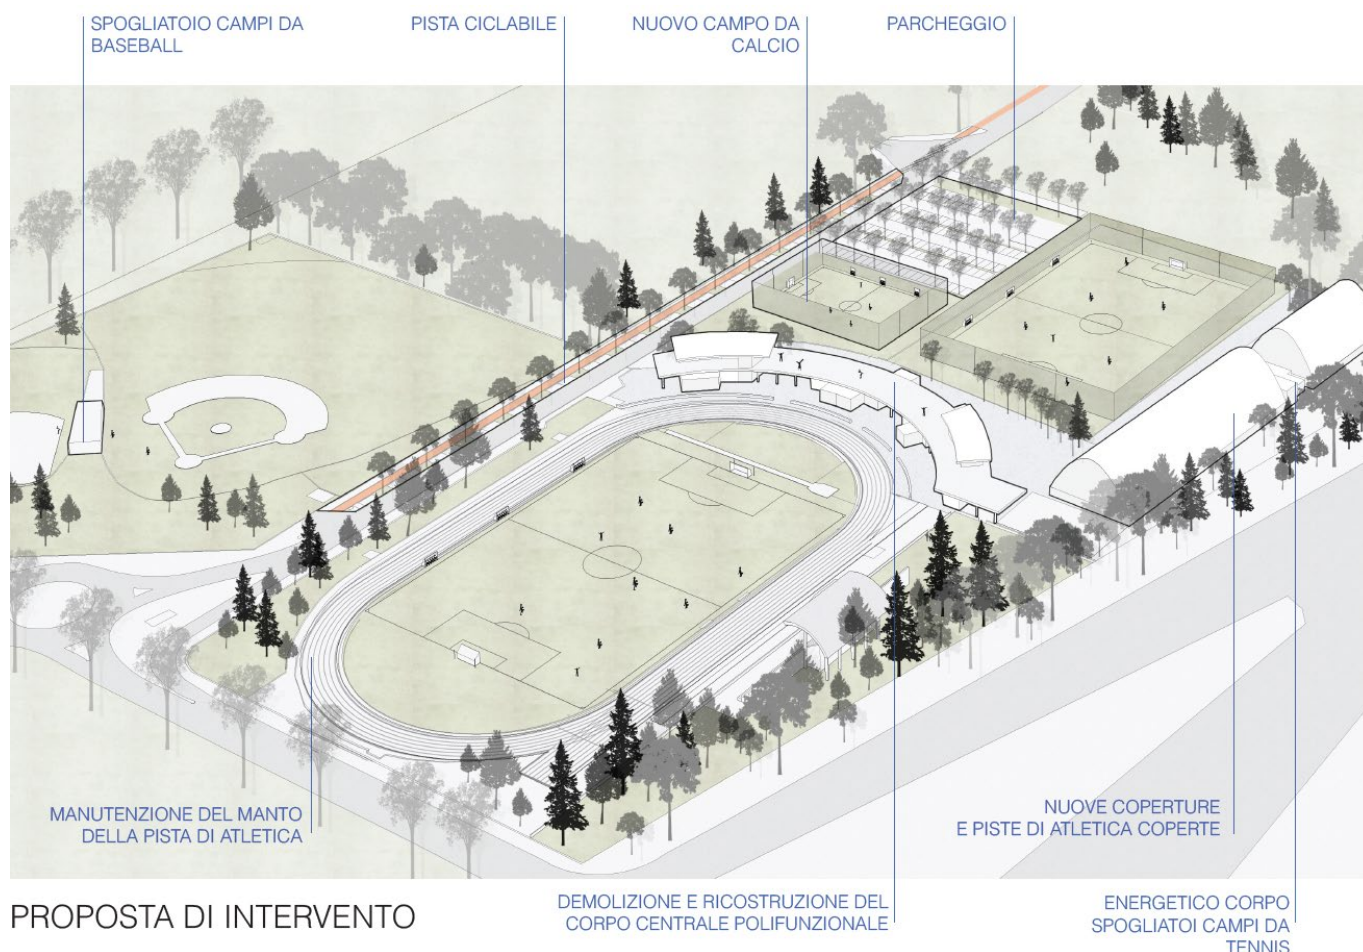 SPOGLIATOIO CAMPI DA
BASEBALL
PISTA CICLABILE
NUOVO CAMPO DA
CALCIO
PARCHEGGIO
MANUTENZIONE DEL MANTO
DELLA PISTA DI ATLETICA
NUOVE COPERTURE
E PISTE DI ATLETICA COPERTE
PROPOSTA DI INTERVENTO
DEMOLIZIONE E RICOSTRUZIONE DEL
CORPO CENTRALE POLIFUNZIONALE
ENERGETICO CORPO
SPOGLIATOI CAMPI DA
TENNIS